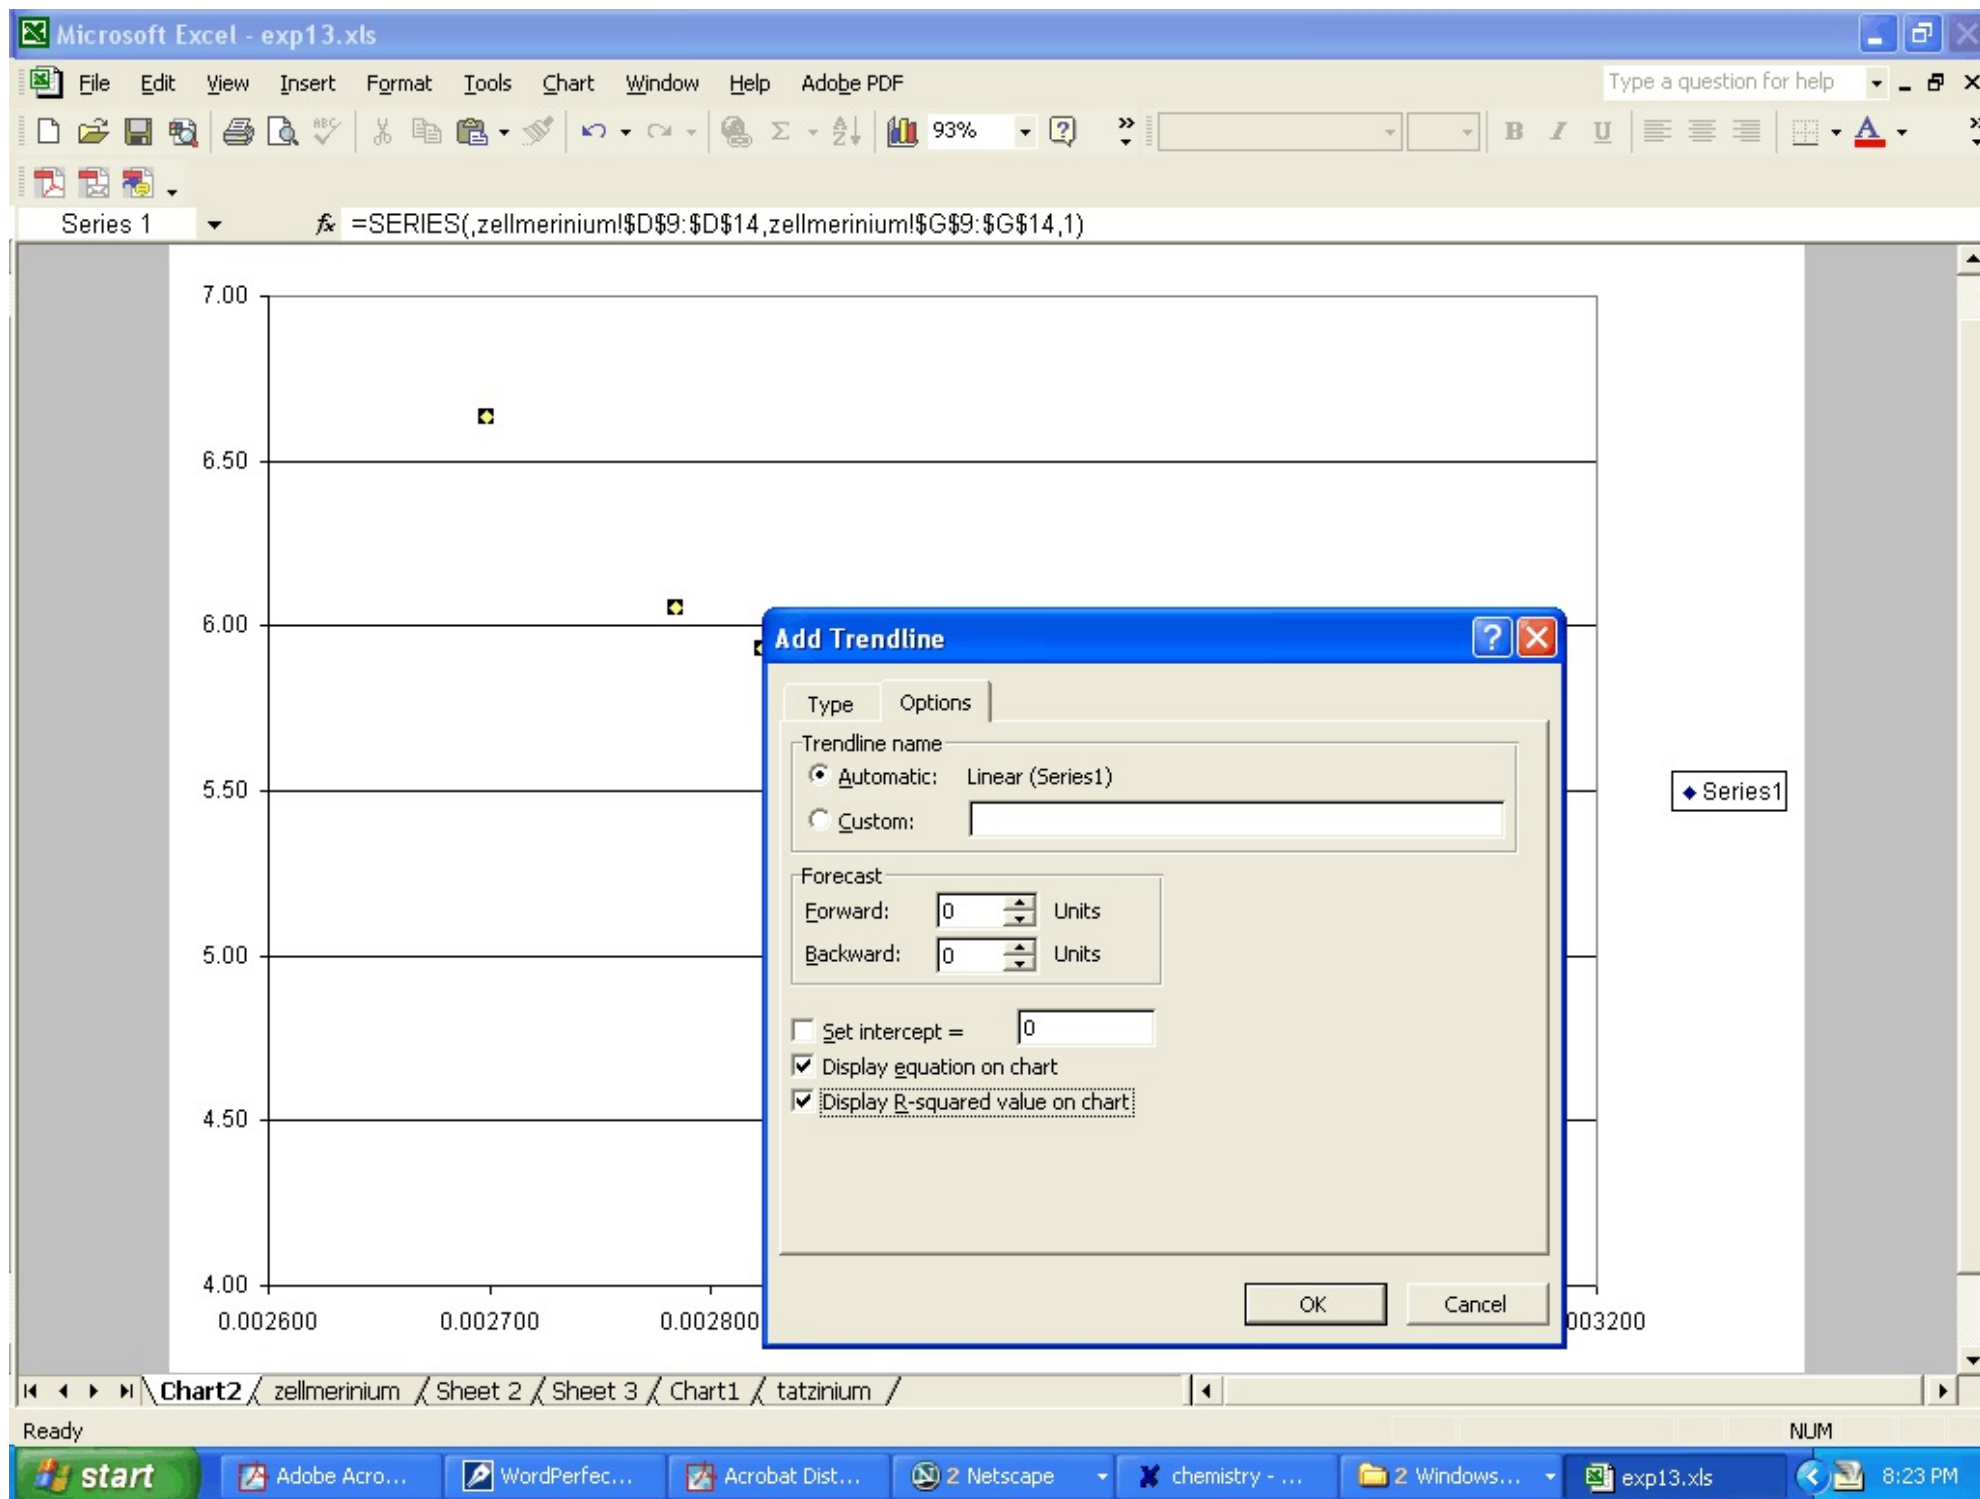 Microsoft Excel - exp13.xls
File Edit View Insert Format Tools Chart Window Help Adobe PDF Type a question for help
ABC Σ A Z 93% ? » B I U A »
Series 1 fx =SERIES(,zellmerinium!$D$9:$D$14,zellmerinium!$G$9:$G$14,1)
7.00
6.50
6.00
5.50
5.00
4.50
4.00
0.002600 0.002700 0.002800 003200
Series1
Add Trendline
Type Options
Trendline name
Automatic: Linear (Series1)
Custom:
Forecast
Forward: 0 Units
Backward: 0 Units
Set intercept = 0
Display equation on chart
Display R-squared value on chart
OK Cancel
Chart2 zellmerinium Sheet 2 Sheet 3 Chart1 tatzinium
Ready NUM
start Adobe Acro... WordPerfec... Acrobat Dist... 2 Netscape chemistry - ... 2 Windows... exp13.xls 8:23 PM